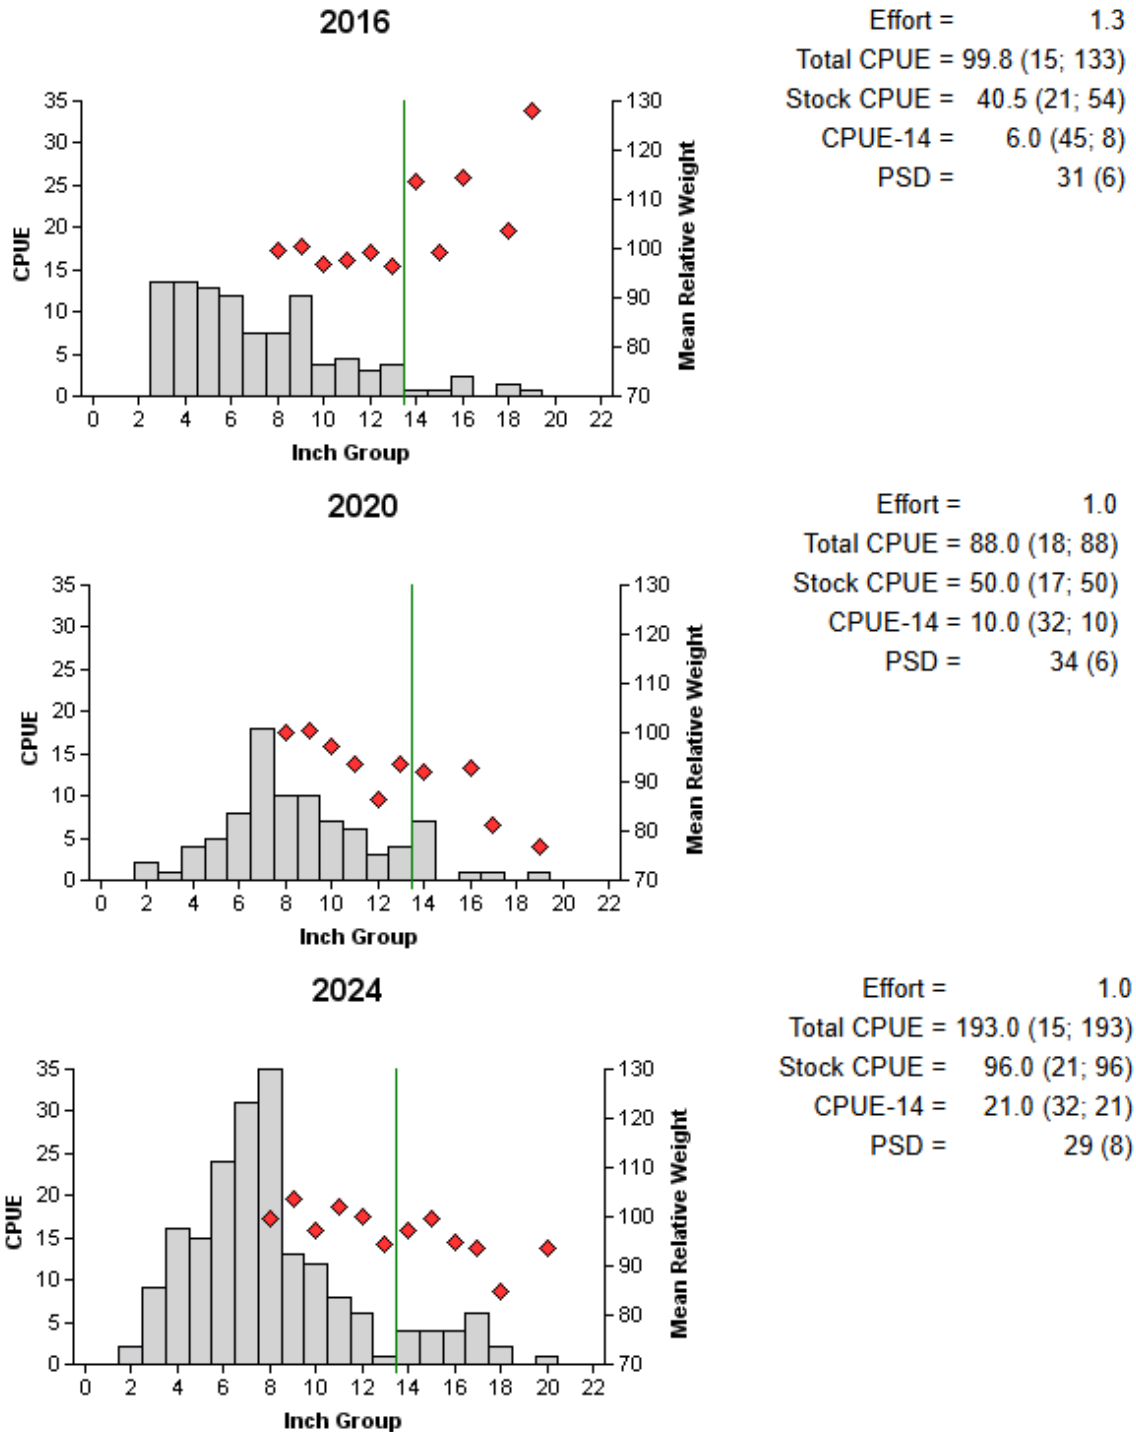 2016
Effort = 1.3
Total CPUE = 99.8 (15; 133)
Stock CPUE = 40.5 (21; 54)
CPUE-14 = 6.0 (45; 8)
PSD = 31 (6)
35
30
25
20
15
10
5
0
CPUE
130
120
110
100
90
80
70
Mean Relative Weight
0 2 4 6 8 10 12 14 16 18 20 22
Inch Group
2020
Effort = 1.0
Total CPUE = 88.0 (18; 88)
Stock CPUE = 50.0 (17; 50)
CPUE-14 = 10.0 (32; 10)
PSD = 34 (6)
35
30
25
20
15
10
5
0
CPUE
130
120
110
100
90
80
70
Mean Relative Weight
0 2 4 6 8 10 12 14 16 18 20 22
Inch Group
2024
Effort = 1.0
Total CPUE = 193.0 (15; 193)
Stock CPUE = 96.0 (21; 96)
CPUE-14 = 21.0 (32; 21)
PSD = 29 (8)
35
30
25
20
15
10
5
0
CPUE
130
120
110
100
90
80
70
Mean Relative Weight
0 2 4 6 8 10 12 14 16 18 20 22
Inch Group